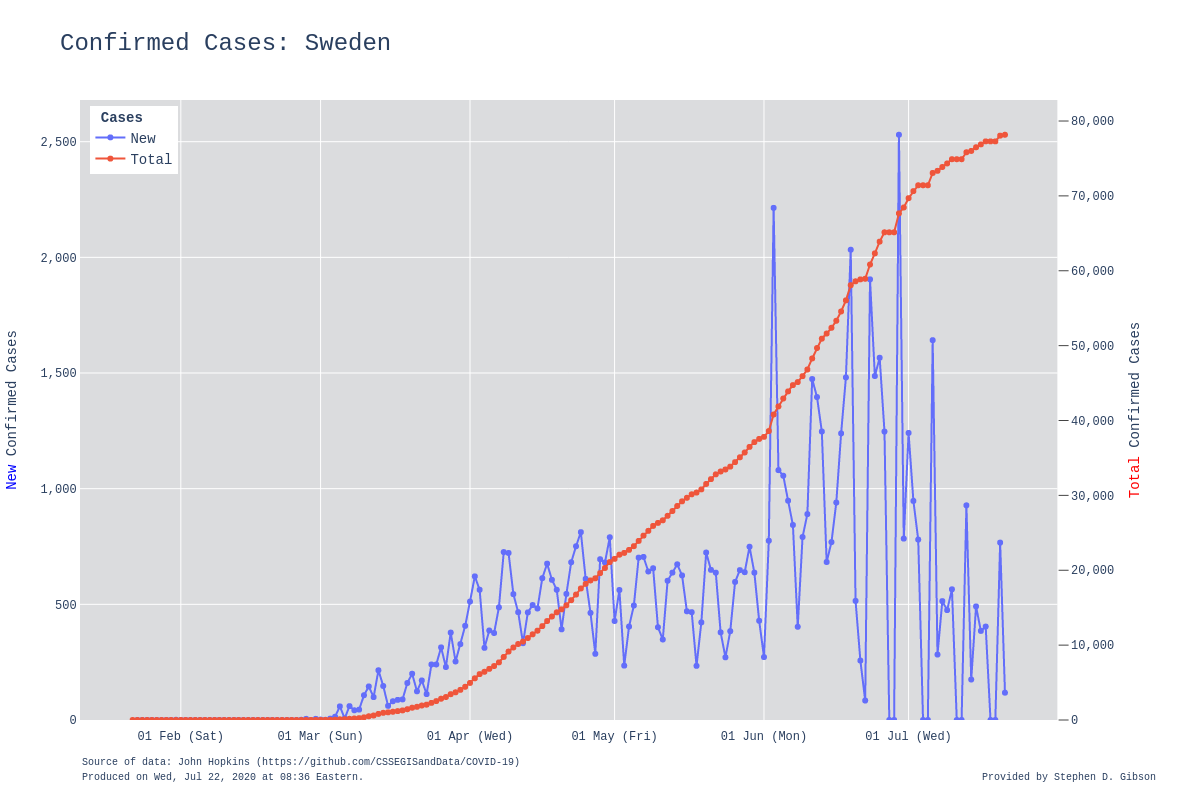 Confirmed Cases: Sweden
Cases
New
Total
2,500
2,000
1,500
1,000
500
0
80,000
70,000
60,000
50,000
40,000
30,000
20,000
10,000
0
New Confirmed Cases
Total Confirmed Cases
01 Feb (Sat)
01 Mar (Sun)
01 Apr (Wed)
01 May (Fri)
01 Jun (Mon)
01 Jul (Wed)
Source of data: John Hopkins (https://github.com/CSSEGISandData/COVID-19)
Produced on Wed, Jul 22, 2020 at 08:36 Eastern.
Provided by Stephen D. Gibson